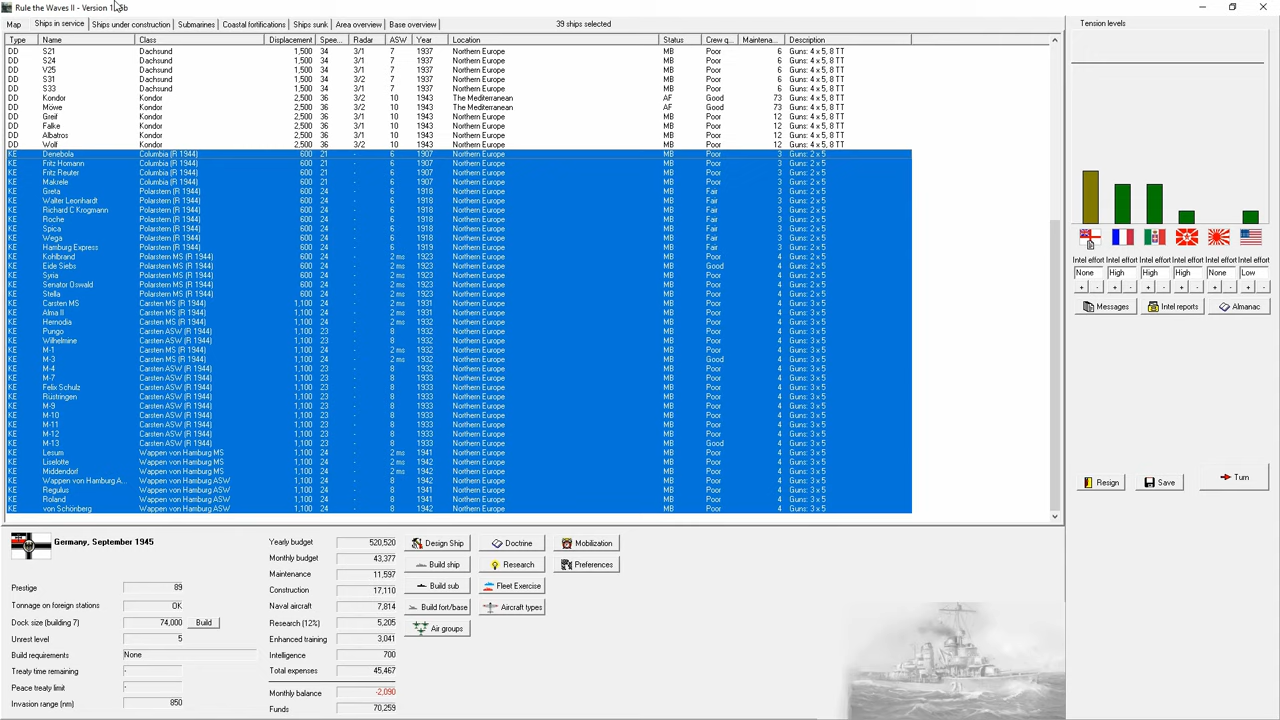 Rule the Waves II - Version 1. b
Map Ships in service Ships under construction Submarines Coastal fortifications Ships sunk Area overview Base overview 39 ships selected Tension levels
Type Name Class Displacement Spee... Radar ASW Year Location Status Crew q... Maintena... Description
DD S21 Dachsund 1,500 34 3/1 7 1937 Northern Europe MB Poor 6 Guns: 4 x 5, 8 TT
DD S24 Dachsund 1,500 34 3/1 7 1937 Northern Europe MB Poor 6 Guns: 4 x 5, 8 TT
DD V25 Dachsund 1,500 34 3/1 7 1937 Northern Europe MB Poor 6 Guns: 4 x 5, 8 TT
DD S31 Dachsund 1,500 34 3/2 7 1937 Northern Europe MB Poor 6 Guns: 4 x 5, 8 TT
DD S33 Dachsund 1,500 34 3/2 7 1937 Northern Europe MB Poor 6 Guns: 4 x 5, 8 TT
DD Kondor Kondor 2,500 36 3/2 10 1943 The Mediterranean AF Good 73 Guns: 4 x 5, 8 TT
DD Möwe Kondor 2,500 36 3/2 10 1943 The Mediterranean AF Good 73 Guns: 4 x 5, 8 TT
DD Greif Kondor 2,500 36 3/1 10 1943 Northern Europe MB Poor 12 Guns: 4 x 5, 8 TT
DD Falke Kondor 2,500 36 3/1 10 1943 Northern Europe MB Poor 12 Guns: 4 x 5, 8 TT
DD Albatros Kondor 2,500 36 3/1 10 1943 Northern Europe MB Poor 12 Guns: 4 x 5, 8 TT
DD Wolf Kondor 2,500 36 3/2 10 1943 Northern Europe MB Poor 12 Guns: 4 x 5, 8 TT
KE Denebola Columbia (R 1944) 600 21 - 6 1907 Northern Europe MB Poor 3 Guns: 2 x 5
KE Fritz Homann Columbia (R 1944) 600 21 - 6 1907 Northern Europe MB Poor 3 Guns: 2 x 5
KE Fritz Reuter Columbia (R 1944) 600 21 - 6 1907 Northern Europe MB Poor 3 Guns: 2 x 5
KE Makrele Columbia (R 1944) 600 21 - 6 1907 Northern Europe MB Poor 3 Guns: 2 x 5
KE Greta Polarstern (R 1944) 600 24 - 6 1918 Northern Europe MB Fair 3 Guns: 2 x 5
KE Walter Leonhardt Polarstern (R 1944) 600 24 - 6 1918 Northern Europe MB Fair 3 Guns: 2 x 5
KE Richard C Krogmann Polarstern (R 1944) 600 24 - 6 1918 Northern Europe MB Fair 3 Guns: 2 x 5
KE Roche Polarstern (R 1944) 600 24 - 6 1918 Northern Europe MB Fair 3 Guns: 2 x 5
KE Spica Polarstern (R 1944) 600 24 - 6 1918 Northern Europe MB Fair 3 Guns: 2 x 5
KE Wega Polarstern (R 1944) 600 24 - 6 1918 Northern Europe MB Fair 3 Guns: 2 x 5
KE Hamburg Express Polarstern (R 1944) 600 24 - 6 1919 Northern Europe MB Fair 3 Guns: 2 x 5
KE Kohlbrand Polarstern MS (R 1944) 600 24 - 2 ms 1923 Northern Europe MB Poor 3 Guns: 2 x 5
KE Eide Siebs Polarstern MS (R 1944) 600 24 - 2 ms 1923 Northern Europe MB Good 3 Guns: 2 x 5
KE Syria Polarstern MS (R 1944) 600 24 - 2 ms 1923 Northern Europe MB Poor 3 Guns: 2 x 5
KE Senator Oswald Polarstern MS (R 1944) 600 24 - 2 ms 1923 Northern Europe MB Poor 3 Guns: 2 x 5
KE Stella Polarstern MS (R 1944) 600 24 - 2 ms 1923 Northern Europe MB Poor 3 Guns: 2 x 5
KE Carsten MS Carsten MS (R 1944) 1,100 24 - 2 ms 1931 Northern Europe MB Poor 4 Guns: 3 x 5
KE Alma II Carsten MS (R 1944) 1,100 24 - 2 ms 1932 Northern Europe MB Poor 4 Guns: 3 x 5
KE Hernodia Carsten MS (R 1944) 1,100 24 - 2 ms 1932 Northern Europe MB Poor 4 Guns: 3 x 5
KE Pungo Carsten ASW (R 1944) 1,100 23 - 8 1932 Northern Europe MB Poor 4 Guns: 3 x 5
KE Wilhelmine Carsten ASW (R 1944) 1,100 23 - 8 1932 Northern Europe MB Poor 4 Guns: 3 x 5
KE M-1 Carsten MS (R 1944) 1,100 24 - 2 ms 1932 Northern Europe MB Poor 4 Guns: 3 x 5
KE M-3 Carsten MS (R 1944) 1,100 24 - 2 ms 1932 Northern Europe MB Good 4 Guns: 3 x 5
KE M-4 Carsten ASW (R 1944) 1,100 23 - 8 1932 Northern Europe MB Poor 4 Guns: 3 x 5
KE M-7 Carsten ASW (R 1944) 1,100 23 - 8 1933 Northern Europe MB Poor 4 Guns: 3 x 5
KE Felix Schulz Carsten ASW (R 1944) 1,100 23 - 8 1933 Northern Europe MB Poor 4 Guns: 3 x 5
KE Rüstringen Carsten ASW (R 1944) 1,100 23 - 8 1933 Northern Europe MB Poor 4 Guns: 3 x 5
KE M-9 Carsten ASW (R 1944) 1,100 23 - 8 1933 Northern Europe MB Poor 4 Guns: 3 x 5
KE M-10 Carsten ASW (R 1944) 1,100 23 - 8 1933 Northern Europe MB Poor 4 Guns: 3 x 5
KE M-11 Carsten ASW (R 1944) 1,100 23 - 8 1933 Northern Europe MB Poor 4 Guns: 3 x 5
KE M-12 Carsten ASW (R 1944) 1,100 23 - 8 1933 Northern Europe MB Poor 4 Guns: 3 x 5
KE M-13 Carsten ASW (R 1944) 1,100 23 - 8 1933 Northern Europe MB Good 4 Guns: 3 x 5
KE Lesum Wappen von Hamburg MS 1,100 24 - 2 ms 1941 Northern Europe MB Poor 4 Guns: 3 x 5
KE Liselotte Wappen von Hamburg MS 1,100 24 - 2 ms 1942 Northern Europe MB Poor 4 Guns: 3 x 5
KE Middendorf Wappen von Hamburg MS 1,100 24 - 2 ms 1942 Northern Europe MB Poor 4 Guns: 3 x 5
KE Wappen von Hamburg A... Wappen von Hamburg ASW 1,100 24 - 8 1942 Northern Europe MB Poor 4 Guns: 3 x 5
KE Regulus Wappen von Hamburg ASW 1,100 24 - 8 1941 Northern Europe MB Poor 4 Guns: 3 x 5
KE Roland Wappen von Hamburg ASW 1,100 24 - 8 1941 Northern Europe MB Poor 4 Guns: 3 x 5
KE von Schönberg Wappen von Hamburg ASW 1,100 24 - 8 1942 Northern Europe MB Poor 4 Guns: 3 x 5
Intel effort Intel effort Intel effort Intel effort Intel effort Intel effort
None High High High None Low
+ - + - + - + - + - + -
Messages Intel reports Almanac
Resign Save Turn
Germany, September 1945
Prestige 89
Tonnage on foreign stations OK
Dock size (building 7) 74,000 Build
Unrest level 5
Build requirements None
Treaty time remaining -
Peace treaty limit -
Invasion range (nm) 850
Yearly budget 520,520
Monthly budget 43,377
Maintenance 11,597
Construction 17,110
Naval aircraft 7,814
Research (12%) 5,205
Enhanced training 3,041
Intelligence 700
Total expenses 45,467
Monthly balance -2,090
Funds 70,259
Design Ship Doctrine Mobilization
Build ship Research Preferences
Build sub Fleet Exercise
Build fort/base Aircraft types
Air groups